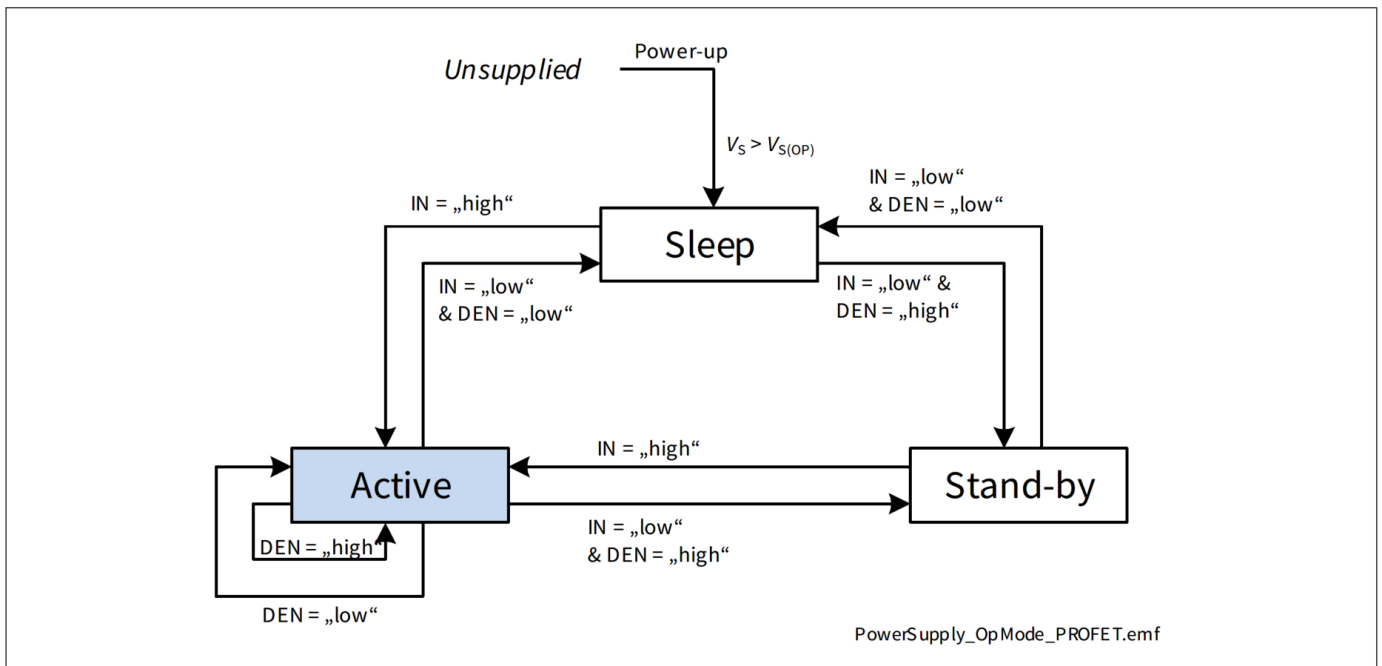 Power-up
Unsupplied
VS > VS(OP)
IN = „low“
& DEN = „low“
IN = „high“
Sleep
IN = „low“
& DEN = „low“
IN = „low“ &
DEN = „high“
IN = „high“
Active
Stand-by
IN = „low“
& DEN = „high“
DEN = „high“
DEN = „low“
PowerSupply_OpMode_PROFET.emf